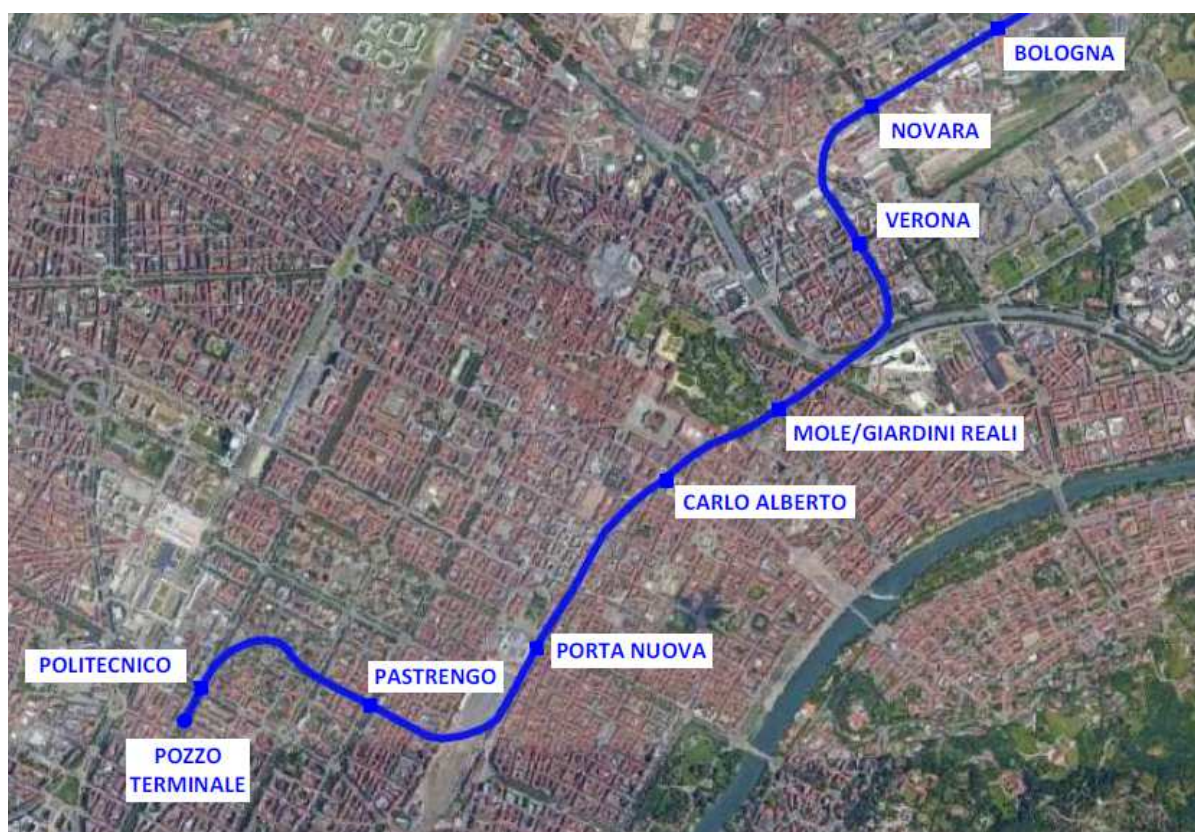 BOLOGNA
NOVARA
VERONA
MOLE/GIARDINI REALI
CARLO ALBERTO
PORTA NUOVA
POLITECNICO
PASTRENGO
POZZO
TERMINALE